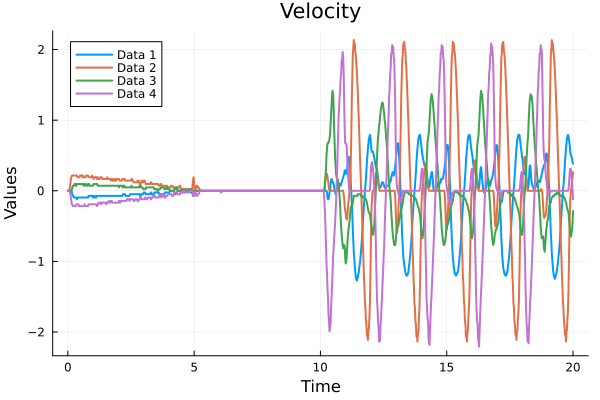 Velocity
Data 1
Data 2
Data 3
Data 4
Values
2
1
0
−1
−2
0
5
10
15
20
Time